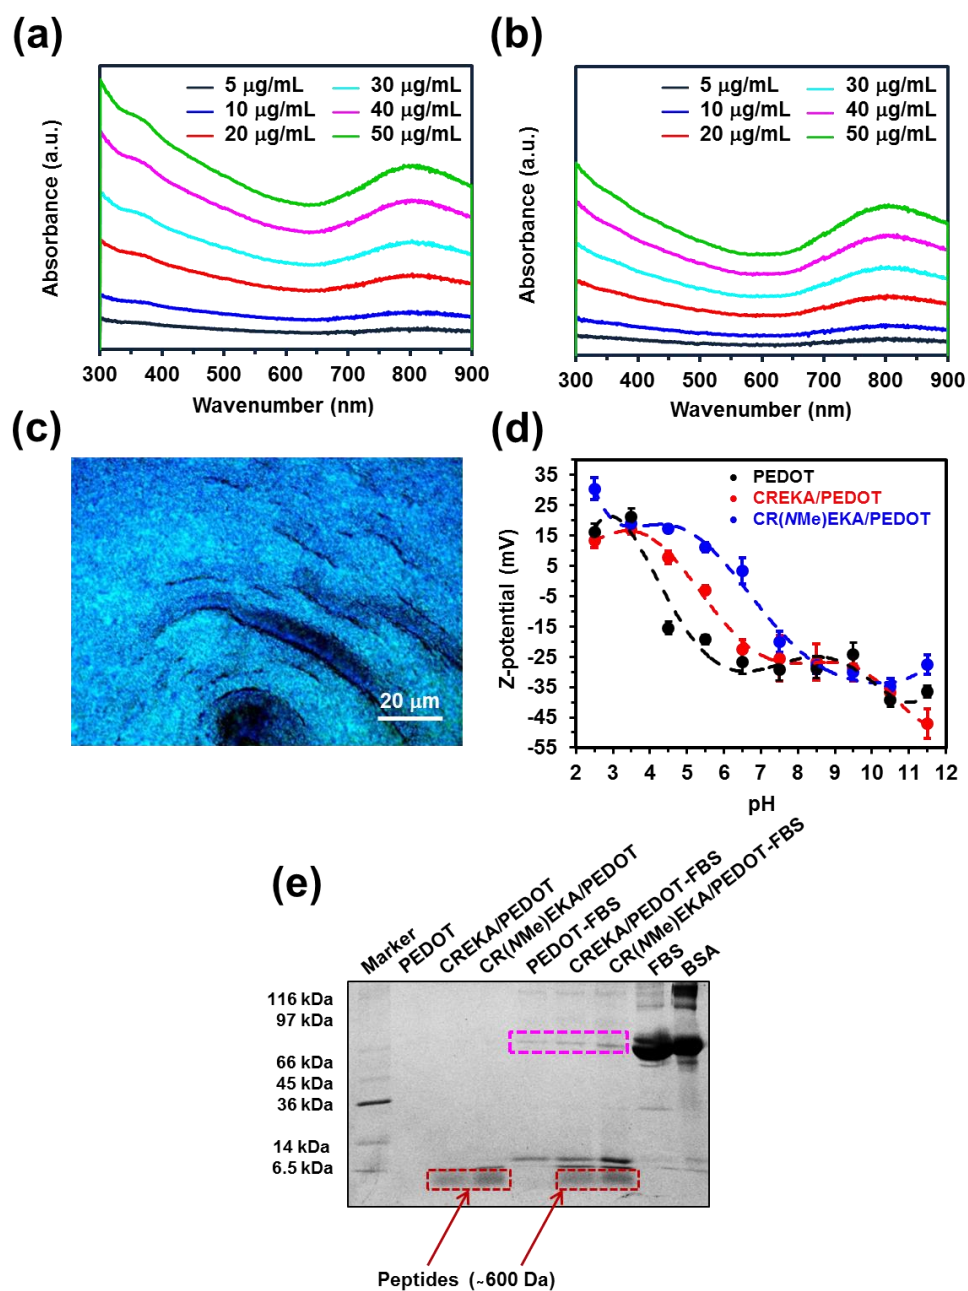 (a)
5 µg/mL
10 µg/mL
20 µg/mL
30 µg/mL
40 µg/mL
50 µg/mL
Absorbance (a.u.)
300 400 500 600 700 800 900
Wavenumber (nm)
(b)
5 µg/mL
10 µg/mL
20 µg/mL
30 µg/mL
40 µg/mL
50 µg/mL
Absorbance (a.u.)
300 400 500 600 700 800 900
Wavenumber (nm)
(c)
20 µm
(d)
PEDOT
CREKA/PEDOT
CR(NMe)EKA/PEDOT
Z-potential (mV)
35
25
15
5
-5
-15
-25
-35
-45
-55
2 3 4 5 6 7 8 9 10 11 12
pH
(e)
Marker
PEDOT
CREKA/PEDOT
CR(NMe)EKA/PEDOT
PEDOT-FBS
CREKA/PEDOT-FBS
CR(NMe)EKA/PEDOT-FBS
FBS
BSA
116 kDa
97 kDa
66 kDa
45 kDa
36 kDa
14 kDa
6.5 kDa
Peptides (~600 Da)